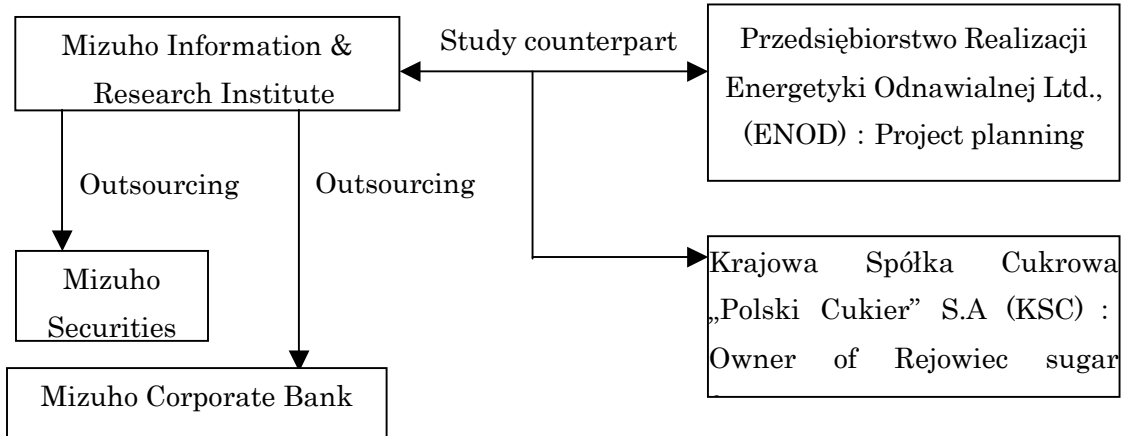 Mizuho Information &
Research Institute
Study counterpart
Przedsiębiorstwo Realizacji
Energetyki Odnawialnej Ltd.,
(ENOD) : Project planning
Outsourcing
Outsourcing
Mizuho
Securities
Krajowa Spółka Cukrowa
„Polski Cukier” S.A (KSC) :
Owner of Rejowiec sugar
Mizuho Corporate Bank